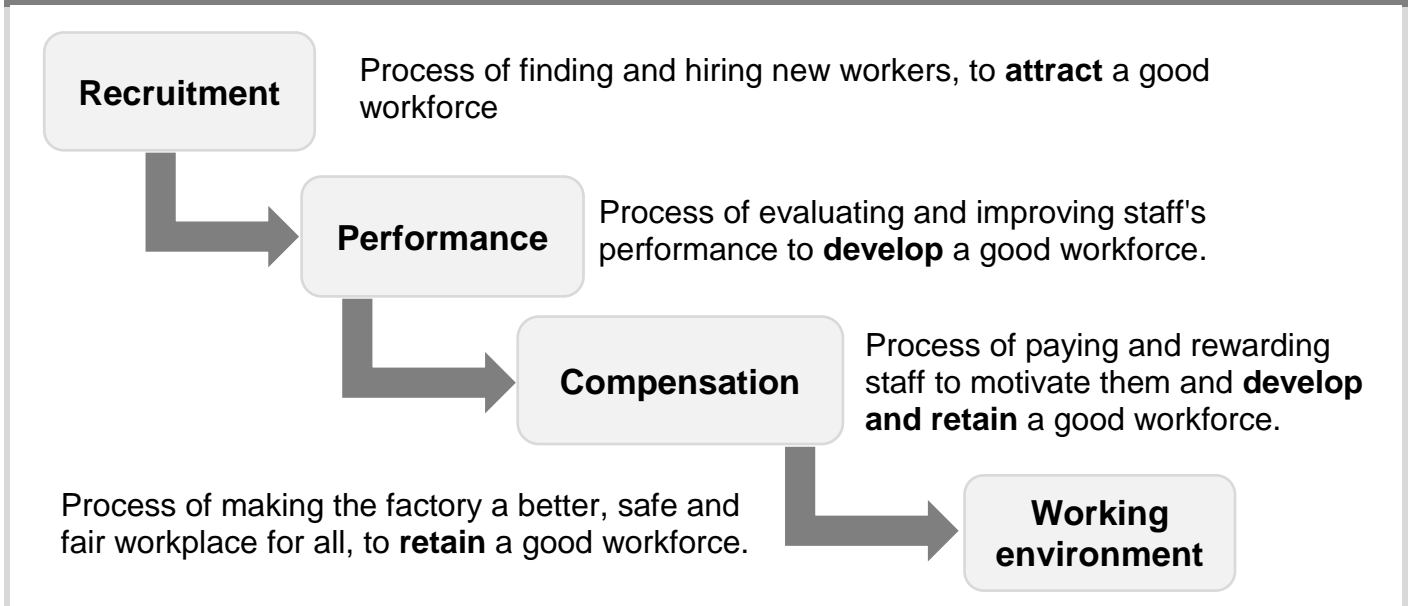 Recruitment
Process of finding and hiring new workers, to attract a good
workforce
Performance
Process of evaluating and improving staff's
performance to develop a good workforce.
Compensation
Process of paying and rewarding
staff to motivate them and develop
and retain a good workforce.
Process of making the factory a better, safe and
fair workplace for all, to retain a good workforce.
Working
environment